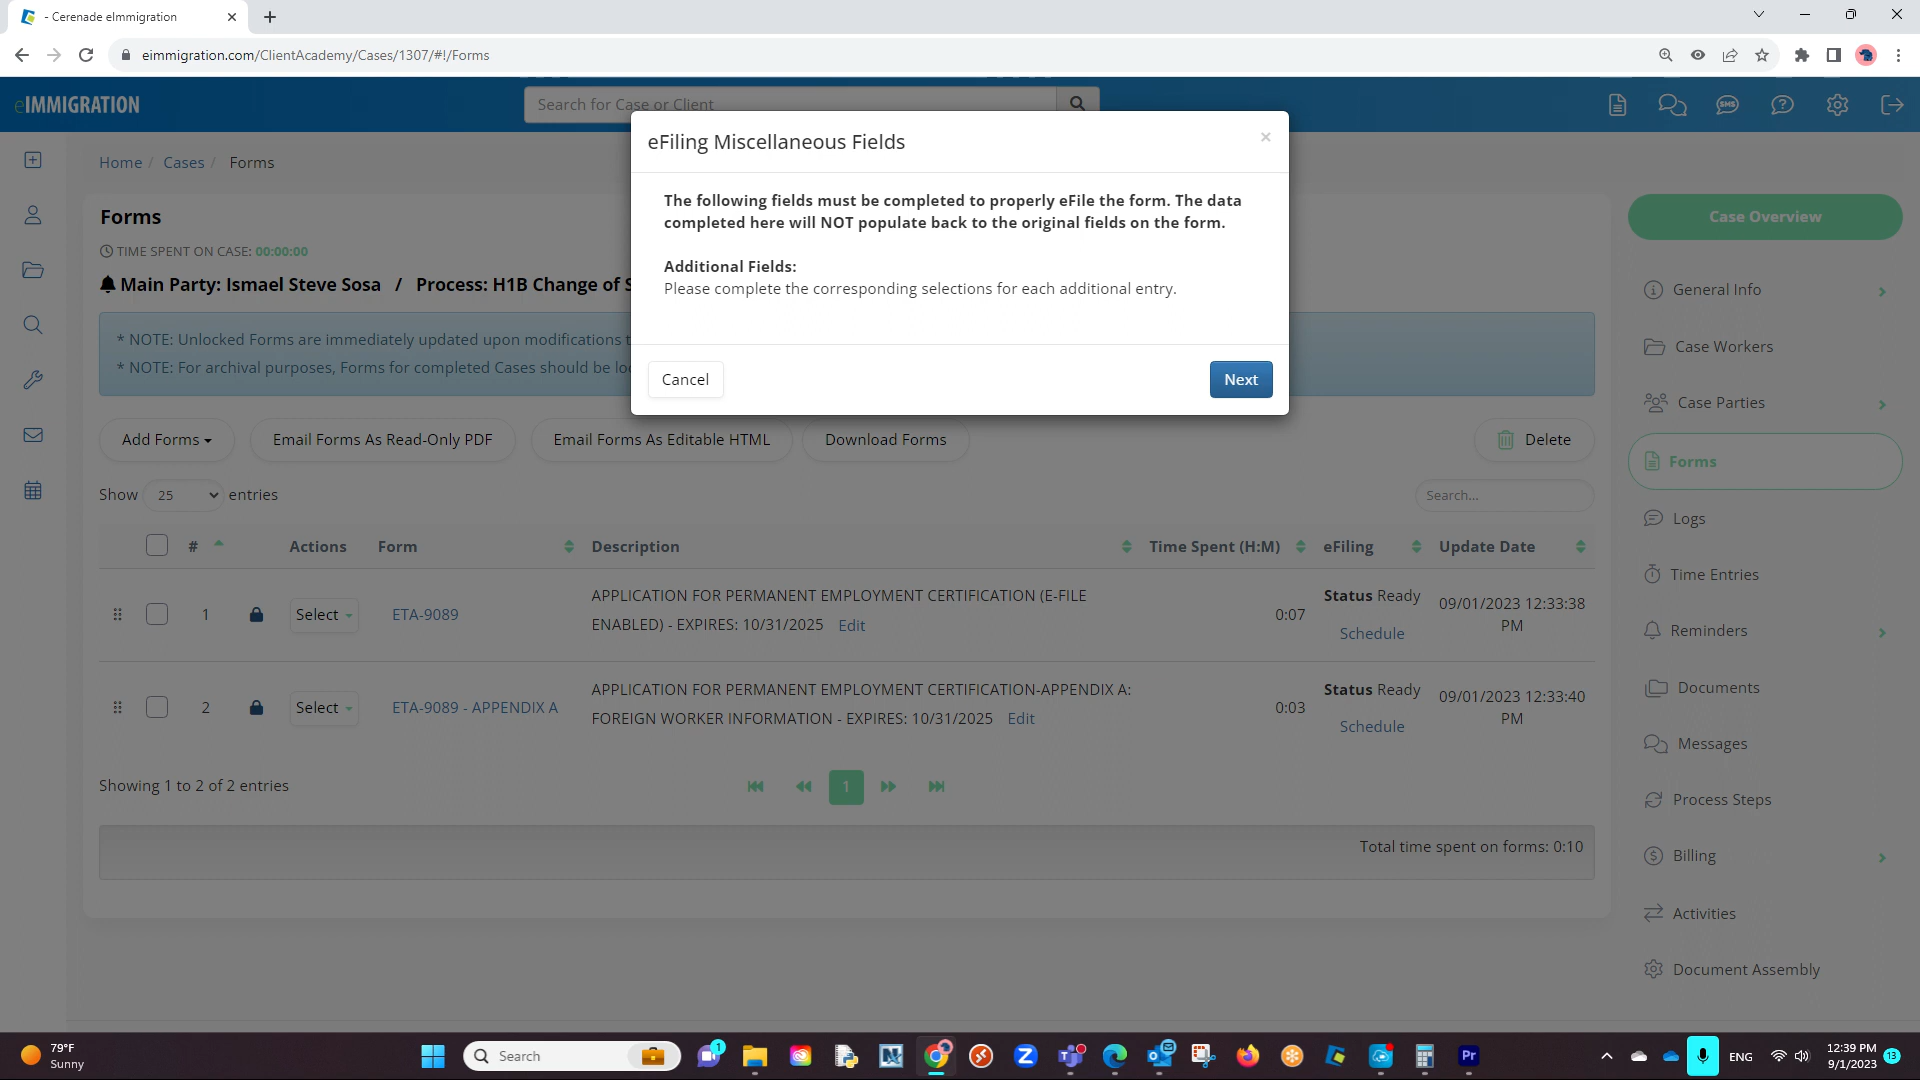 - Cerenade eImmigration
eimmigration.com/ClientAcademy/Cases/1307/#!/Forms
eIMMIGRATION
Search for Case or Client
SMS
Home / Cases / Forms
Forms
TIME SPENT ON CASE: 00:00:00
Main Party: Ismael Steve Sosa / Process: H1B Change of S
* NOTE: Unlocked Forms are immediately updated upon modifications t
* NOTE: For archival purposes, Forms for completed Cases should be lo
eFiling Miscellaneous Fields
×
The following fields must be completed to properly eFile the form. The data
completed here will NOT populate back to the original fields on the form.
Additional Fields:
Please complete the corresponding selections for each additional entry.
Cancel
Next
Add Forms
Email Forms As Read-Only PDF
Email Forms As Editable HTML
Download Forms
Delete
Show 25 entries
Search...
# Actions Form Description Time Spent (H:M) eFiling Update Date
1 Select ETA-9089
APPLICATION FOR PERMANENT EMPLOYMENT CERTIFICATION (E-FILE
ENABLED) - EXPIRES: 10/31/2025 Edit
0:07
Status Ready
Schedule
09/01/2023 12:33:38
PM
2 Select ETA-9089 - APPENDIX A
APPLICATION FOR PERMANENT EMPLOYMENT CERTIFICATION-APPENDIX A:
FOREIGN WORKER INFORMATION - EXPIRES: 10/31/2025 Edit
0:03
Status Ready
Schedule
09/01/2023 12:33:40
PM
Showing 1 to 2 of 2 entries
1
Total time spent on forms: 0:10
Case Overview
General Info
Case Workers
Case Parties
Forms
Logs
Time Entries
Reminders
Documents
Messages
Process Steps
Billing
Activities
Document Assembly
79°F
Sunny
Search
1
Z
Pr
ENG
12:39 PM
9/1/2023
13